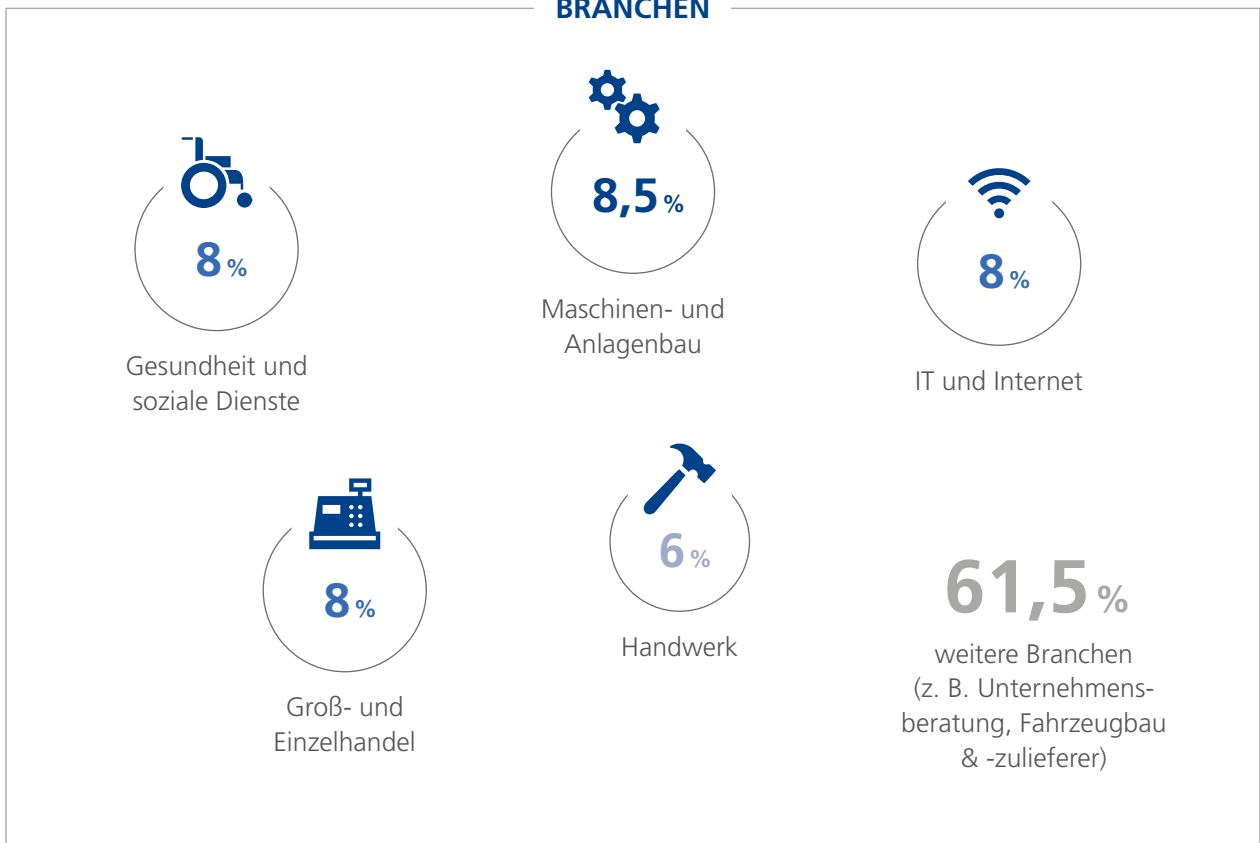 BRANCHEN
8 %
Gesundheit und
soziale Dienste
8,5 %
Maschinen- und
Anlagenbau
8 %
IT und Internet
8 %
Groß- und
Einzelhandel
6 %
Handwerk
61,5 %
weitere Branchen
(z. B. Unternehmens-
beratung, Fahrzeugbau
& -zulieferer)